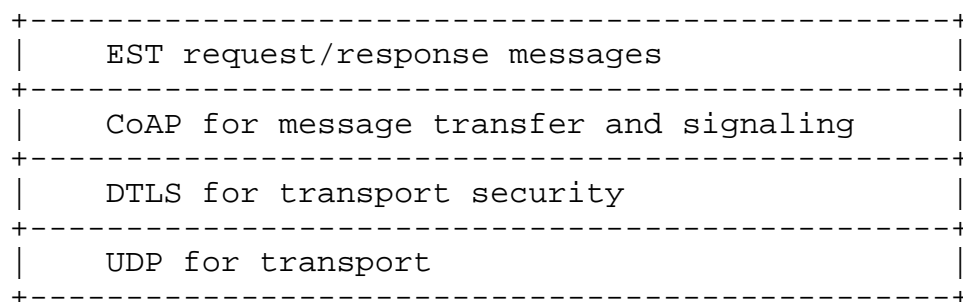 +------------------------------------------------+
|    EST request/response messages               |
+------------------------------------------------+
|    CoAP for message transfer and signaling     |
+------------------------------------------------+
|    DTLS for transport security                 |
+------------------------------------------------+
|    UDP for transport                           |
+------------------------------------------------+